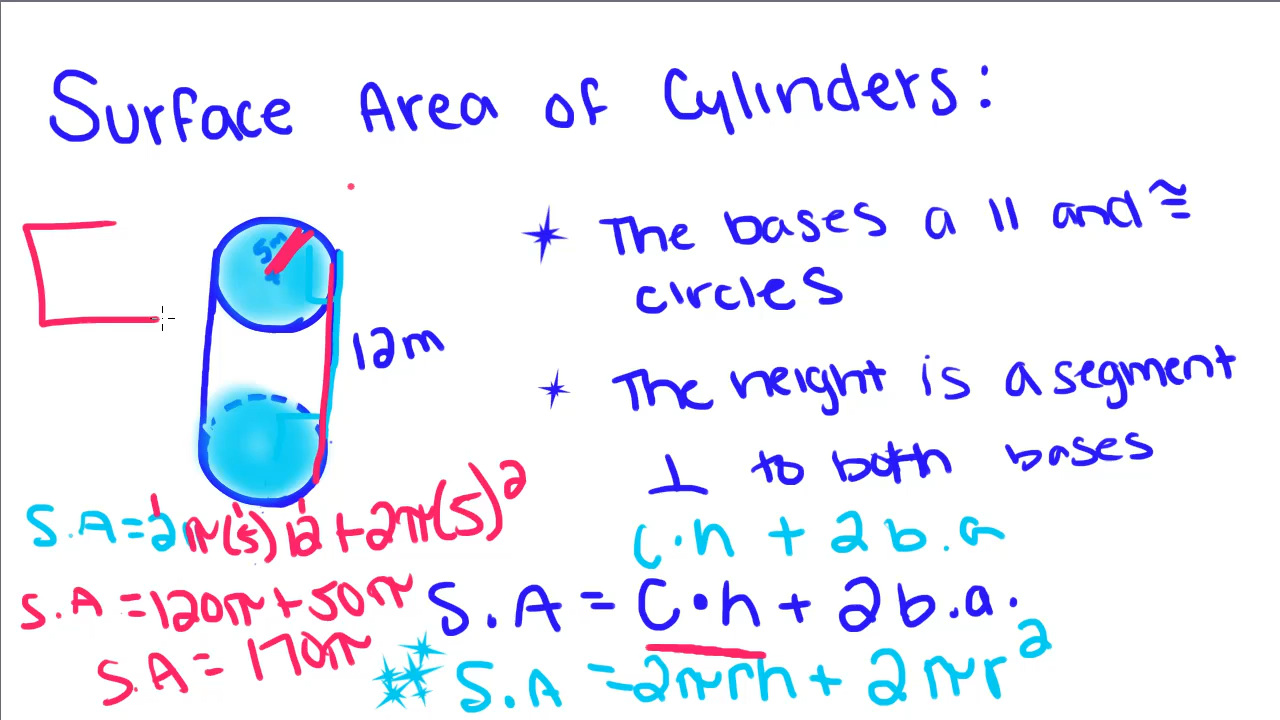 Surface Area of Cylinders:
5m
12m
The bases a || and ≅
circles
The height is a segment
⊥ to both bases
C·h + 2b.a
S.A = C·h + 2b.a.
S.A = 2πrh + 2πr²
S.A = 2π(5)12 + 2π(5)²
S.A = 120π + 50π
S.A = 170π